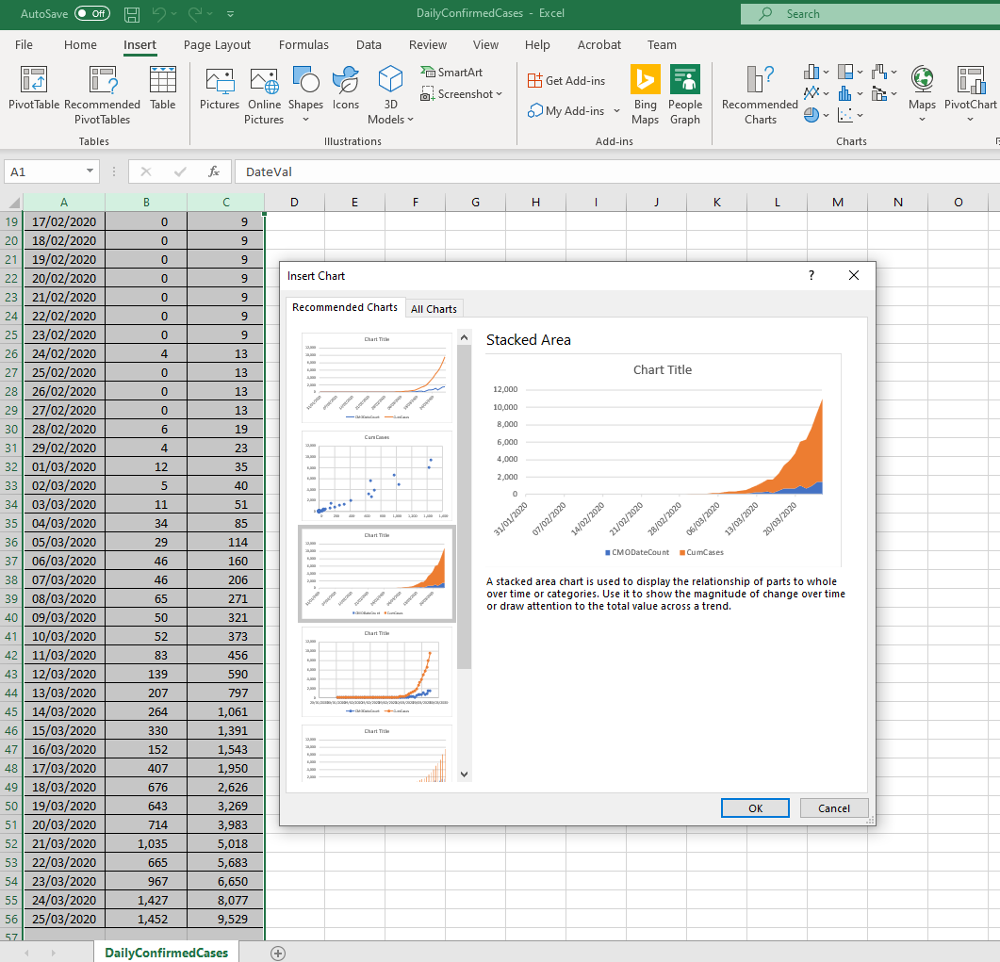 AutoSave Off DailyConfirmedCases - Excel Search
File Home Insert Page Layout Formulas Data Review View Help Acrobat Team
PivotTable Recommended PivotTables Table
Tables
Pictures Online Pictures Shapes Icons 3D Models SmartArt Screenshot
Illustrations
Get Add-ins My Add-ins Bing Maps People Graph
Add-ins
Recommended Charts Maps PivotChart
Charts
A1 fx DateVal
A B C D E F G H I J K L M N O
19 17/02/2020 0 9
20 18/02/2020 0 9
21 19/02/2020 0 9
22 20/02/2020 0 9
23 21/02/2020 0 9
24 22/02/2020 0 9
25 23/02/2020 0 9
26 24/02/2020 4 13
27 25/02/2020 0 13
28 26/02/2020 0 13
29 27/02/2020 0 13
30 28/02/2020 6 19
31 29/02/2020 4 23
32 01/03/2020 12 35
33 02/03/2020 5 40
34 03/03/2020 11 51
35 04/03/2020 34 85
36 05/03/2020 29 114
37 06/03/2020 46 160
38 07/03/2020 46 206
39 08/03/2020 65 271
40 09/03/2020 50 321
41 10/03/2020 52 373
42 11/03/2020 83 456
43 12/03/2020 139 590
44 13/03/2020 207 797
45 14/03/2020 264 1,061
46 15/03/2020 330 1,391
47 16/03/2020 152 1,543
48 17/03/2020 407 1,950
49 18/03/2020 676 2,626
50 19/03/2020 643 3,269
51 20/03/2020 714 3,983
52 21/03/2020 1,035 5,018
53 22/03/2020 665 5,683
54 23/03/2020 967 6,650
55 24/03/2020 1,427 8,077
56 25/03/2020 1,452 9,529
57
Insert Chart ?
Recommended Charts All Charts
Chart Title
CumCases
Chart Title
Chart Title
Chart Title
Stacked Area
Chart Title
12,000
10,000
8,000
6,000
4,000
2,000
0
31/01/2020 07/02/2020 14/02/2020 21/02/2020 28/02/2020 06/03/2020 13/03/2020 20/03/2020
CMODateCount CumCases
A stacked area chart is used to display the relationship of parts to whole
over time or categories. Use it to show the magnitude of change over time
or draw attention to the total value across a trend.
OK Cancel
DailyConfirmedCases